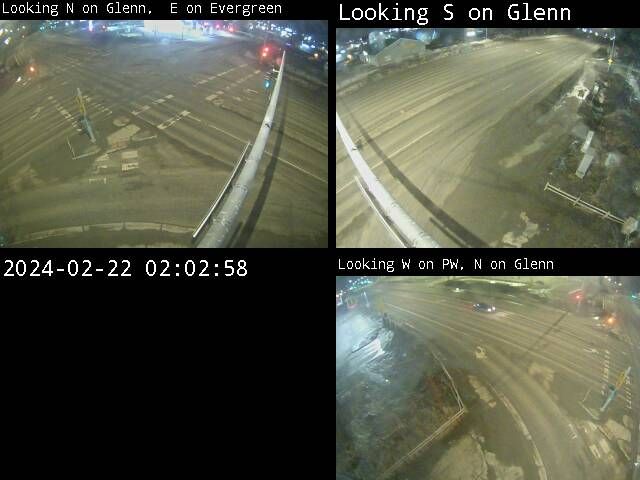 Looking N on Glenn,  E on Evergreen
Looking S on Glenn
2024-02-22 02:02:58
Looking W on PW, N on Glenn